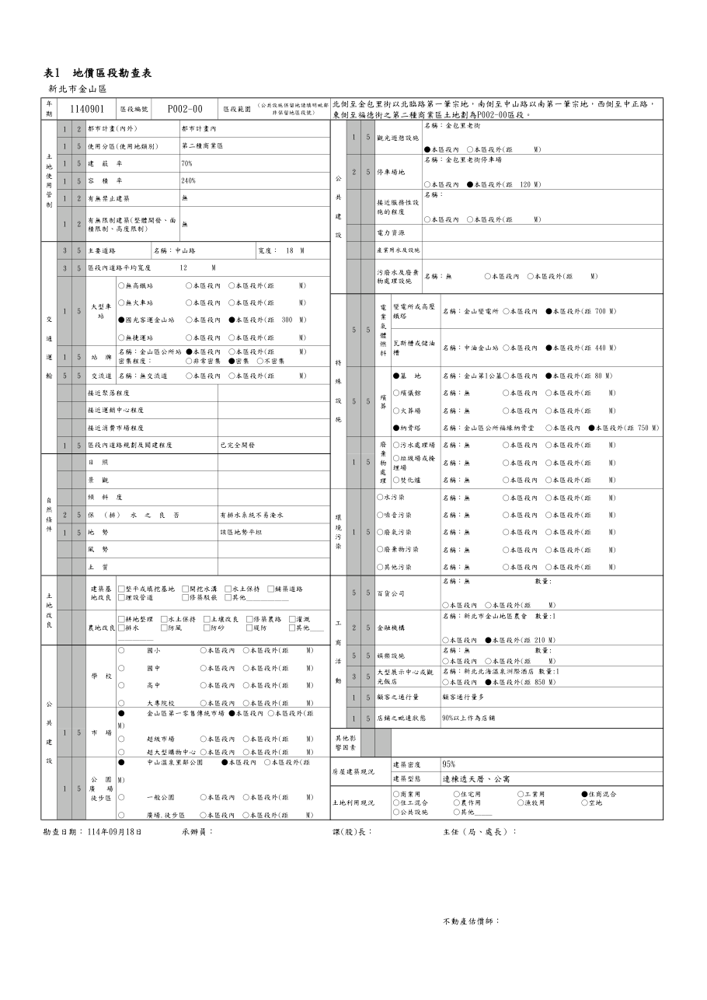 表1　地價區段勘查表
新北市金山區
年期 1140901 區段編號 P002-00 區段範圍 (公共設施保留地請填明毗鄰非保留地區段號) 北側至金包里街以北臨路第一筆宗地，南側至中山路以南第一筆宗地，西側至中正路，東側至福德街之第二種商業區土地劃為P002-00區段。
土地使用管制
1 2 都市計畫(內外) 都市計畫內
1 5 使用分區(使用地類別) 第二種商業區
1 5 建 蔽 率 70%
1 5 容 積 率 240%
1 2 有無禁止建築 無
1 2 有無限制建築(整體開發、面積限制、高度限制) 無
交通運輸
3 5 主要道路 名稱：中山路 寬度： 18 M
3 5 區段內道路平均寬度 12 M
1 5 大型車站
○無高鐵站 ○本區段內 ○本區段外(距 M)
○無火車站 ○本區段內 ○本區段外(距 M)
●國光客運金山站 ○本區段內 ●本區段外(距 300 M)
○無捷運站 ○本區段內 ○本區段外(距 M)
1 5 站 牌 名稱：金山區公所站 ●本區段內 ○本區段外(距 M)
密集程度： ○非常密集 ●密集 ○不密集
5 5 交流道 名稱：無交流道 ○本區段內 ○本區段外(距 M)
接近聚落程度
接近運銷中心程度
接近消費市場程度
1 5 區段內道路規劃及闢建程度 已完全開發
自然條件
日 照
景 觀
傾 斜 度
2 5 保 (排) 水 之 良 否 有排水系統不易淹水
1 5 地 勢 該區地勢平坦
風 勢
土 質
土地改良
建築基地改良 □整平或填挖基地 □開挖水溝 □水土保持 □舖築道路
□埋設管道 □修築駁嵌 □其他__________
農地改良 □耕地整理 □水土保持 □土壤改良 □修築農路 □灌溉
□排水 □防風 □防砂 □堤防 □其他____
________
公共建設
學 校
○ 國小 ○本區段內 ○本區段外(距 M)
○ 國中 ○本區段內 ○本區段外(距 M)
○ 高中 ○本區段內 ○本區段外(距 M)
○ 大專院校 ○本區段內 ○本區段外(距 M)
1 5 市 場
● 金山區第一零售傳統市場 ●本區段內 ○本區段外(距
M)
○ 超級市場 ○本區段內 ○本區段外(距 M)
○ 超大型購物中心 ○本區段內 ○本區段外(距 M)
1 5 公 園 廣 場 徒步區
● 中山溫泉里鄰公園 ●本區段內 ○本區段外(距
M)
○ 一般公園 ○本區段內 ○本區段外(距 M)
○ 廣場、徒步區 ○本區段內 ○本區段外(距 M)
公共建設
1 5 觀光遊憩設施 名稱：金包里老街
●本區段內 ○本區段外(距 M)
2 5 停車場地 名稱：金包里老街停車場
○本區段內 ●本區段外(距 120 M)
接近服務性設施的程度 名稱：
○本區段內 ○本區段外(距 M)
電力資源
產業用水及設施
污廢水及廢棄物處理設施 名稱：無 ○本區段內 ○本區段外(距 M)
特殊設施
5 5 電業氣體燃料
變電所或高壓鐵塔 名稱：金山變電所 ○本區段內 ●本區段外(距 700 M)
瓦斯槽或儲油槽 名稱：中油金山站 ○本區段內 ●本區段外(距 440 M)
5 5 殯葬
●墓 地 名稱：金山第1公墓○本區段內 ●本區段外(距 80 M)
○殯儀館 名稱：無 ○本區段內 ○本區段外(距 M)
○火葬場 名稱：無 ○本區段內 ○本區段外(距 M)
●納骨塔 名稱：金山區公所福緣納骨堂 ○本區段內 ●本區段外(距 750 M)
1 5 廢棄物處理
○污水處理場 名稱：無 ○本區段內 ○本區段外(距 M)
○垃圾場或掩埋場 名稱：無 ○本區段內 ○本區段外(距 M)
○焚化爐 名稱：無 ○本區段內 ○本區段外(距 M)
環境污染
1 5
○水污染 名稱：無 ○本區段內 ○本區段外(距 M)
○噪音污染 名稱：無 ○本區段內 ○本區段外(距 M)
○廢氣污染 名稱：無 ○本區段內 ○本區段外(距 M)
○廢棄物污染 名稱：無 ○本區段內 ○本區段外(距 M)
○其他污染 名稱：無 ○本區段內 ○本區段外(距 M)
工商活動
5 5 百貨公司 名稱：無 數量：
○本區段內 ○本區段外(距 M)
2 5 金融機構 名稱：新北市金山地區農會 數量：1
○本區段內 ●本區段外(距 210 M)
5 5 娛樂設施 名稱：無 數量：
○本區段內 ○本區段外(距 M)
3 5 大型展示中心或觀光飯店 名稱：新北北海溫泉洲際酒店 數量：1
○本區段內 ●本區段外(距 850 M)
1 5 顧客之通行量 顧客通行量多
1 5 店舖之毗連狀態 90%以上作為店舖
其他影響因素
房屋建築現況 建築密度 95%
建築型態 連棟透天厝、公寓
土地利用現況 ○商業用 ○住宅用 ○工業用 ●住商混合
○住工混合 ○農作用 ○漁牧用 ○空地
○公共設施 ○其他____
勘查日期： 114年09月18日 承辦員： 課(股)長： 主任（局、處長）：
不動產估價師：